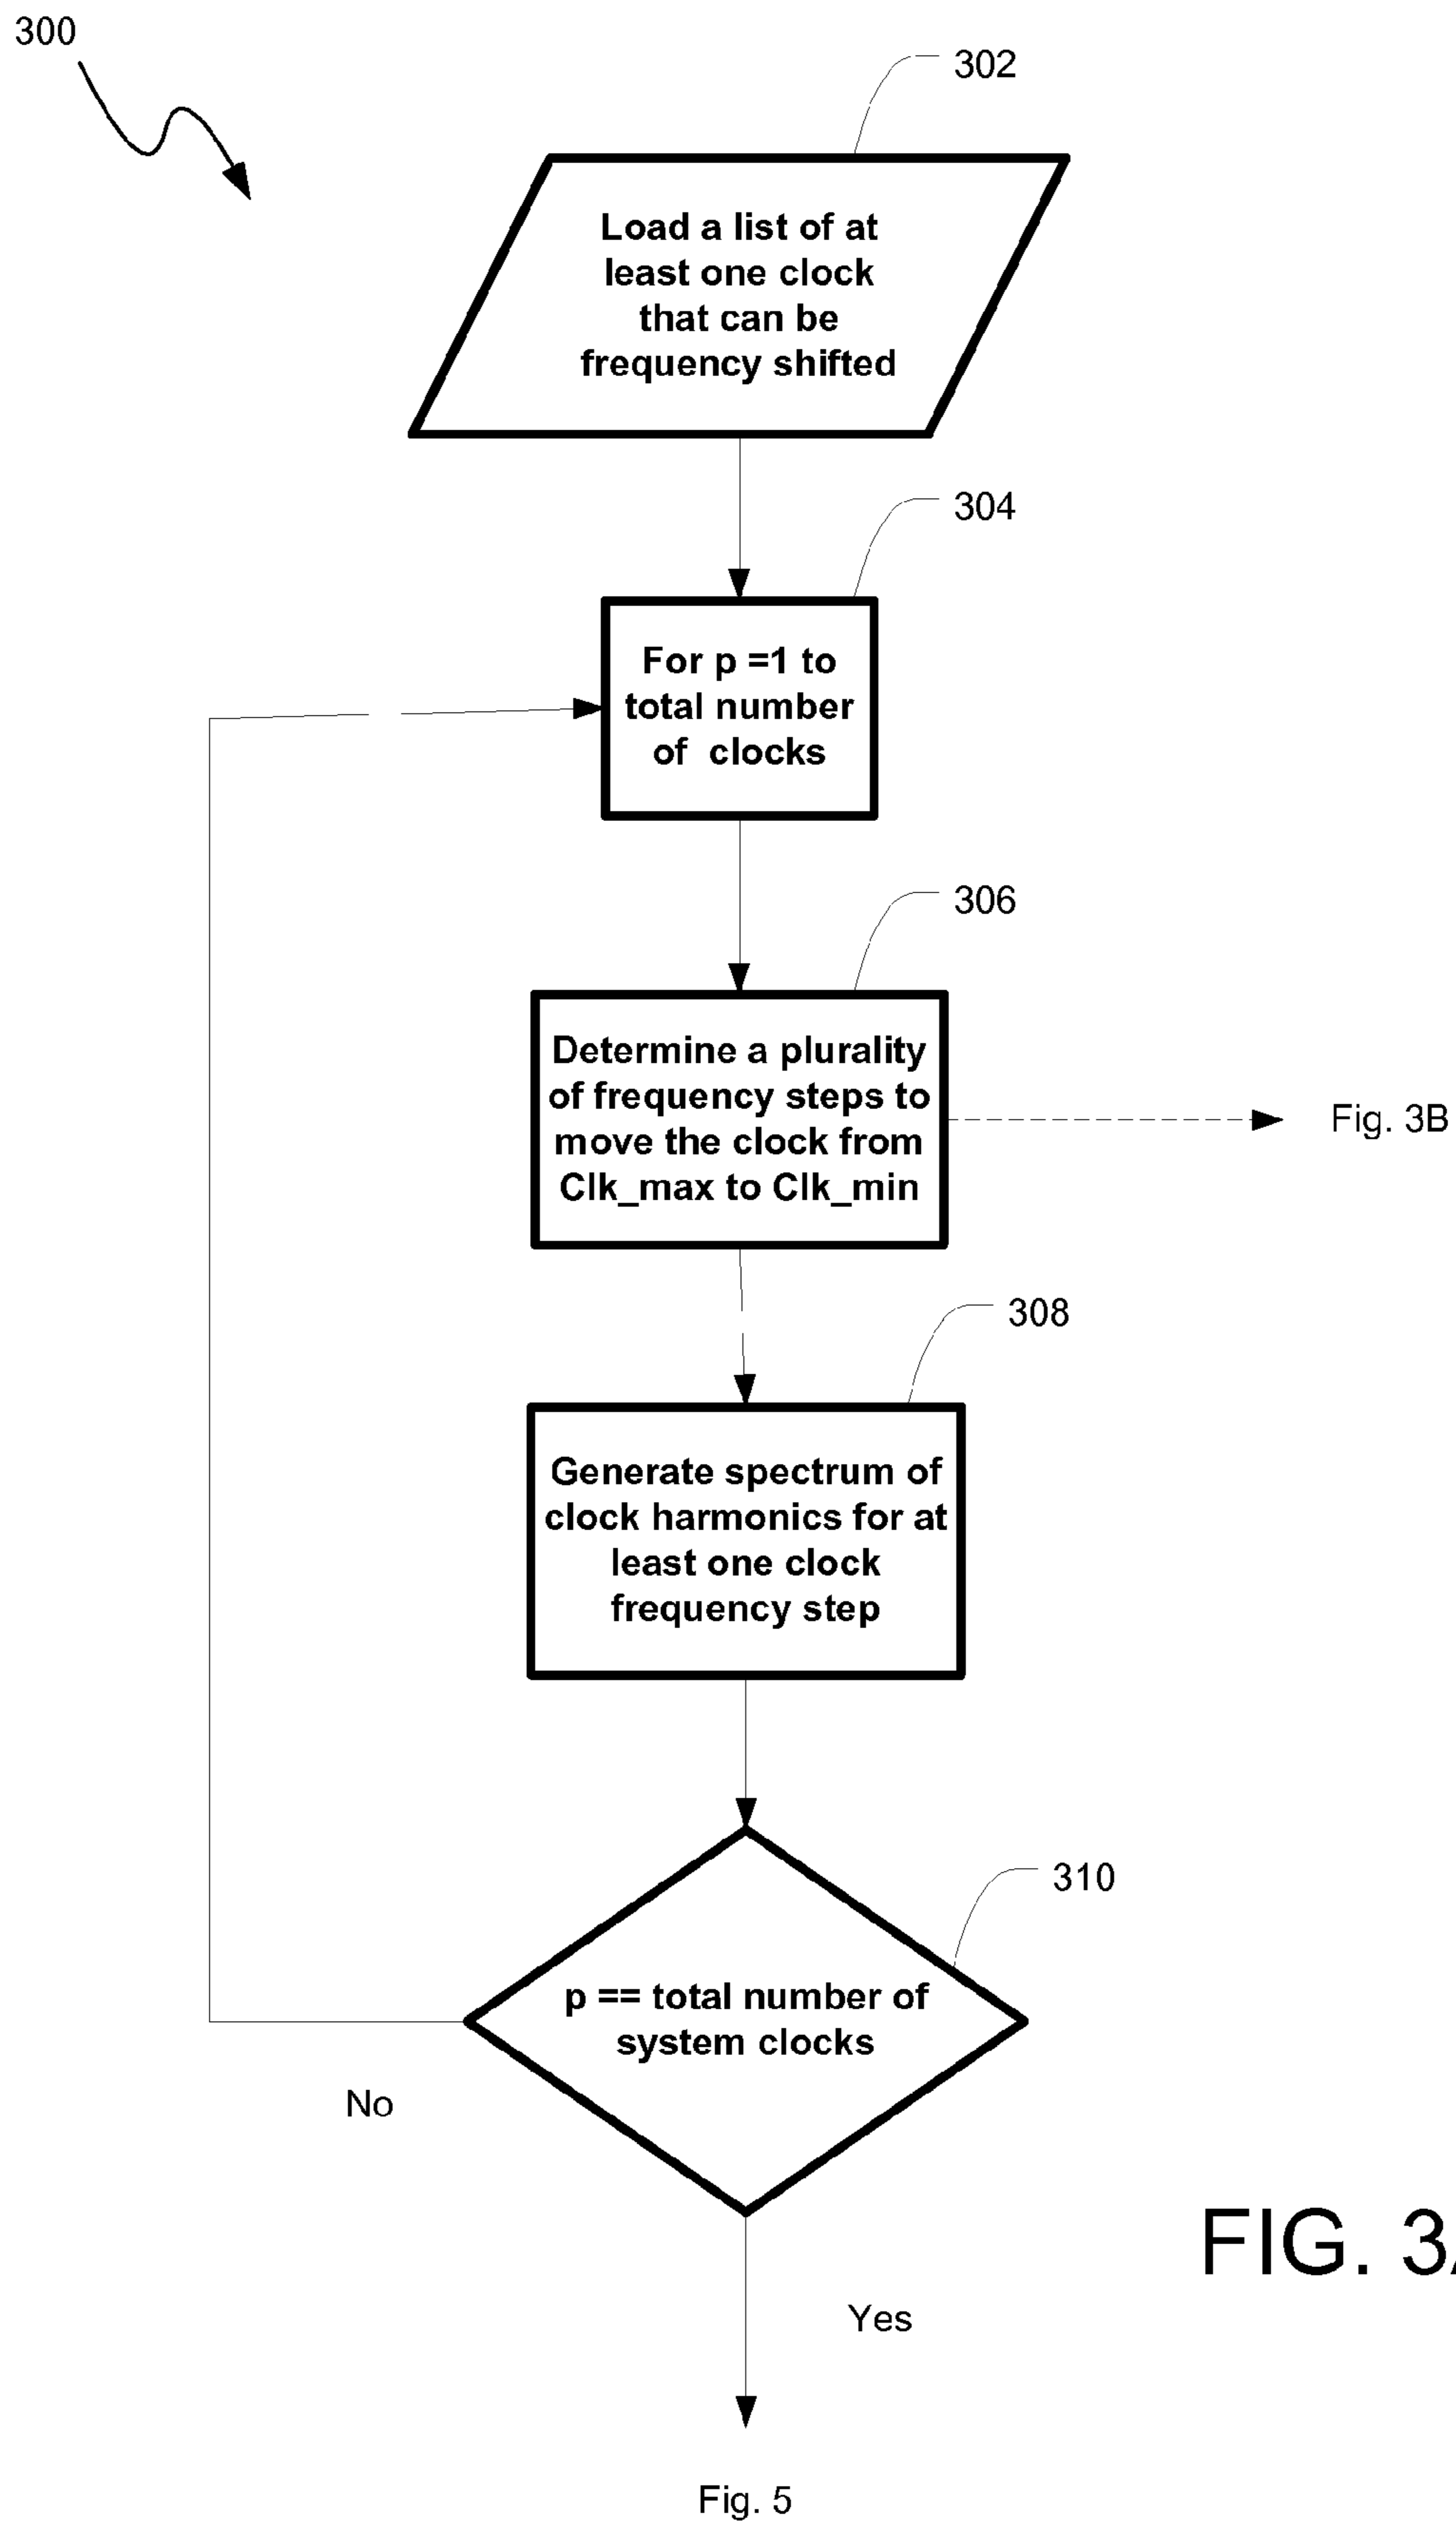 300
302
Load a list of at
least one clock
that can be
frequency shifted
304
For p =1 to
total number
of clocks
306
Determine a plurality
of frequency steps to
move the clock from
Clk_max to Clk_min
Fig. 3B
308
Generate spectrum of
clock harmonics for at
least one clock
frequency step
310
p == total number of
system clocks
No
Yes
FIG. 3A
Fig. 5